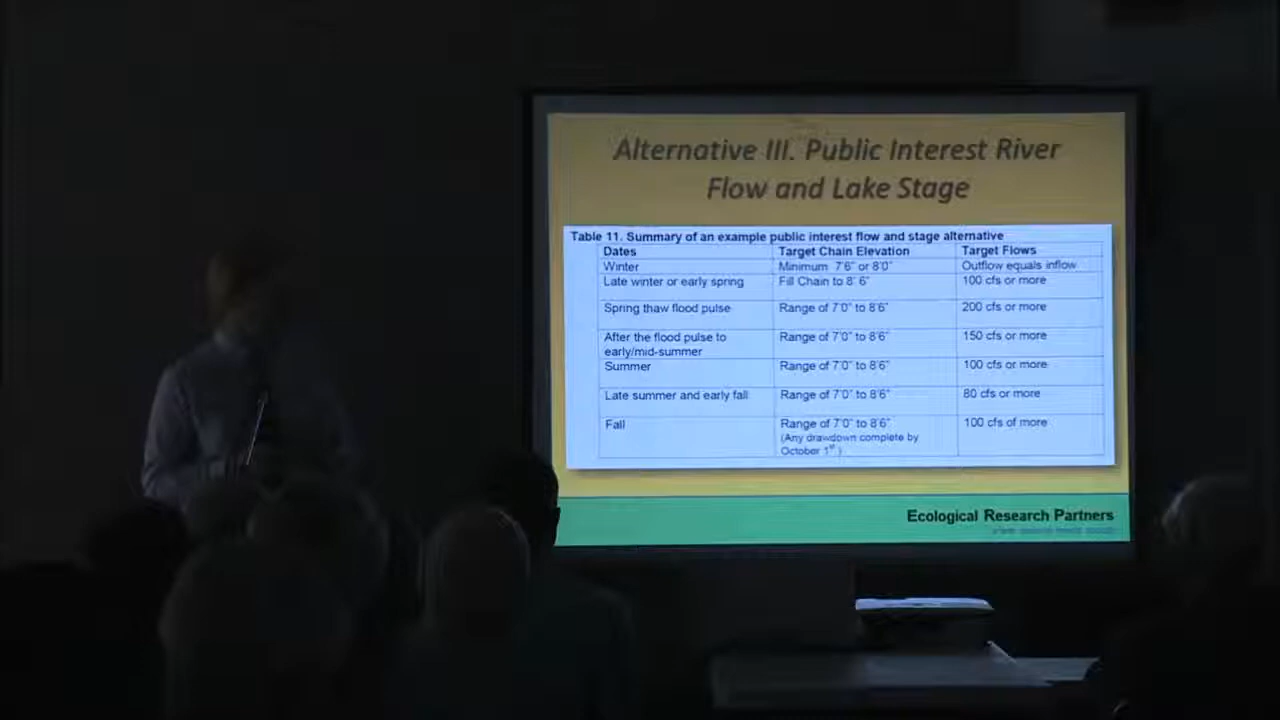 Alternative III. Public Interest River
Flow and Lake Stage
Table 11. Summary of an example public interest flow and stage alternative
Dates Target Chain Elevation Target Flows
Winter Minimum 7'6" or 8'0" Outflow equals inflow
Late winter or early spring Fill Chain to 8' 6" 100 cfs or more
Spring thaw flood pulse Range of 7'0" to 8'6" 200 cfs or more
After the flood pulse to Range of 7'0" to 8'6" 150 cfs or more
early/mid-summer
Summer Range of 7'0" to 8'6" 100 cfs or more
Late summer and early fall Range of 7'0" to 8'6" 80 cfs or more
Fall Range of 7'0" to 8'6" 100 cfs of more
(Any drawdown complete by
October 1st)
Ecological Research Partners